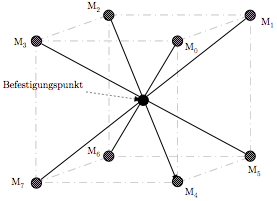 M₂
M₁
M₃
M₀
Befestigungspunkt
M₆
M₅
M₇
M₄